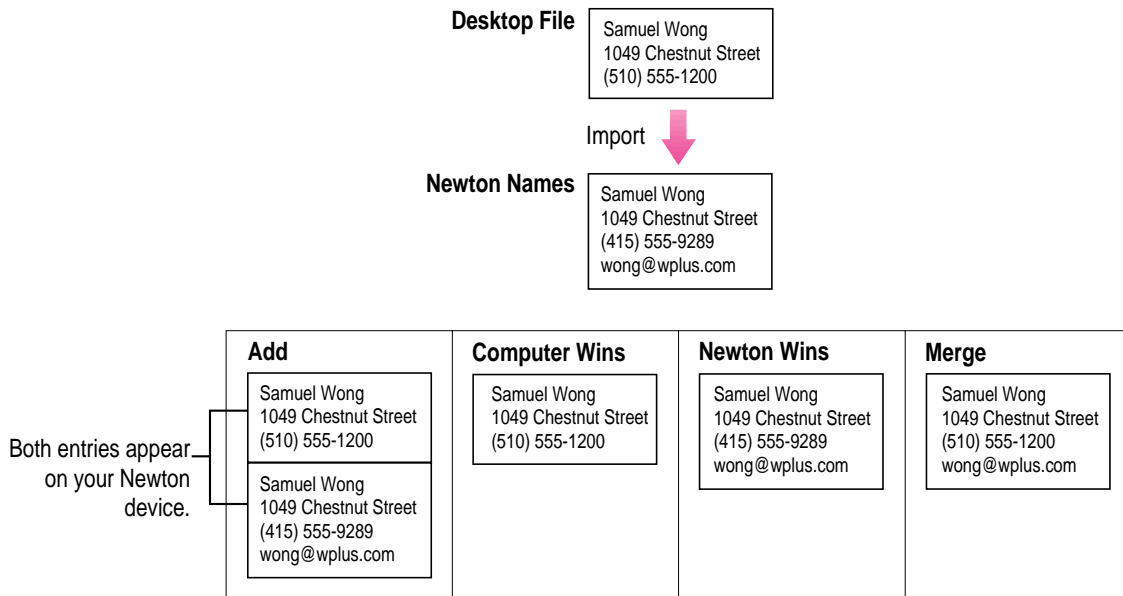 Desktop File
Samuel Wong
1049 Chestnut Street
(510) 555-1200
Import
Newton Names
Samuel Wong
1049 Chestnut Street
(415) 555-9289
wong@wplus.com
Both entries appear
on your Newton
device.
Add
Samuel Wong
1049 Chestnut Street
(510) 555-1200
Samuel Wong
1049 Chestnut Street
(415) 555-9289
wong@wplus.com
Computer Wins
Samuel Wong
1049 Chestnut Street
(510) 555-1200
Newton Wins
Samuel Wong
1049 Chestnut Street
(415) 555-9289
wong@wplus.com
Merge
Samuel Wong
1049 Chestnut Street
(510) 555-1200
wong@wplus.com